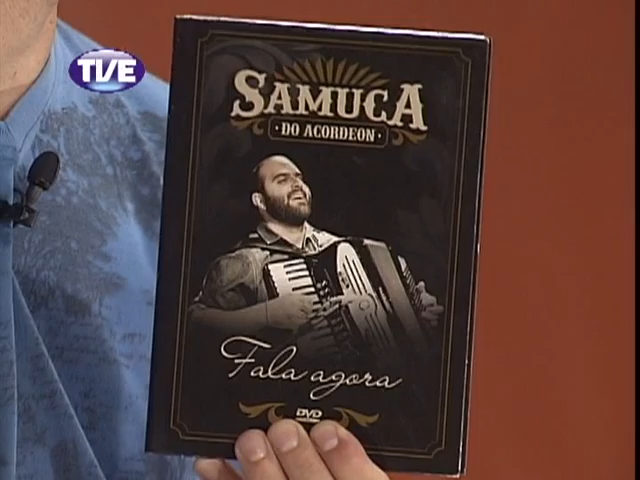 TVE
SAMUCA
DO ACORDEON
Fala agora
DVD